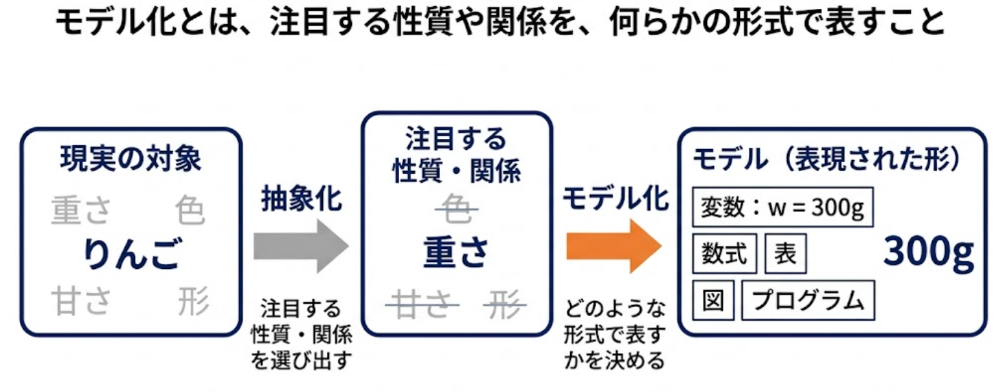 モデル化とは、注目する性質や関係を、何らかの形式で表すこと
現実の対象
重さ 色
りんご
甘さ 形
抽象化
注目する
性質・関係
を選び出す
注目する
性質・関係
色
重さ
甘さ 形
モデル化
どのような
形式で表す
かを決める
モデル（表現された形）
変数：w = 300g
数式 表
図 プログラム
300g